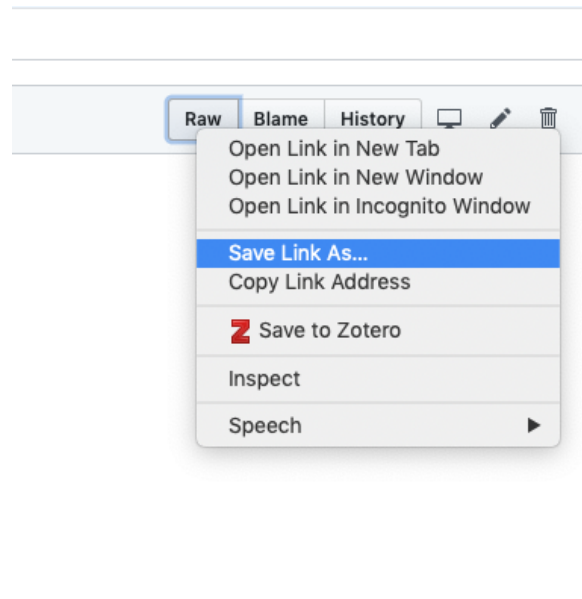 Raw Blame History
Open Link in New Tab
Open Link in New Window
Open Link in Incognito Window
Save Link As...
Copy Link Address
Z Save to Zotero
Inspect
Speech